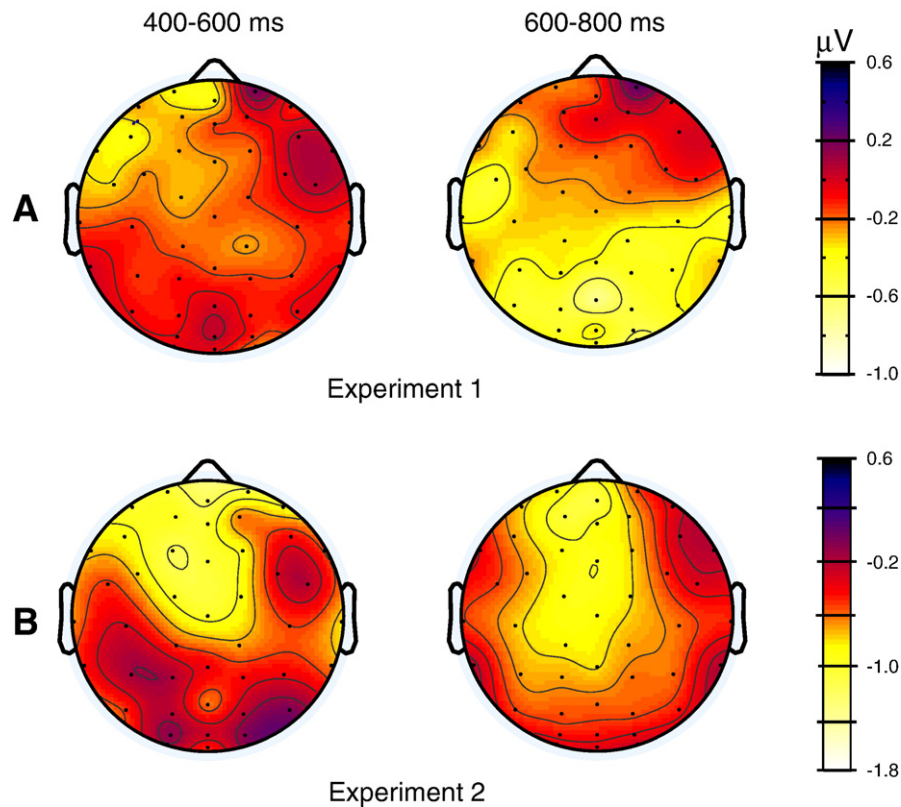 400-600 ms
600-800 ms
μV
0.6
0.2
-0.2
-0.6
-1.0
A
Experiment 1
0.6
-0.2
-1.0
-1.8
B
Experiment 2